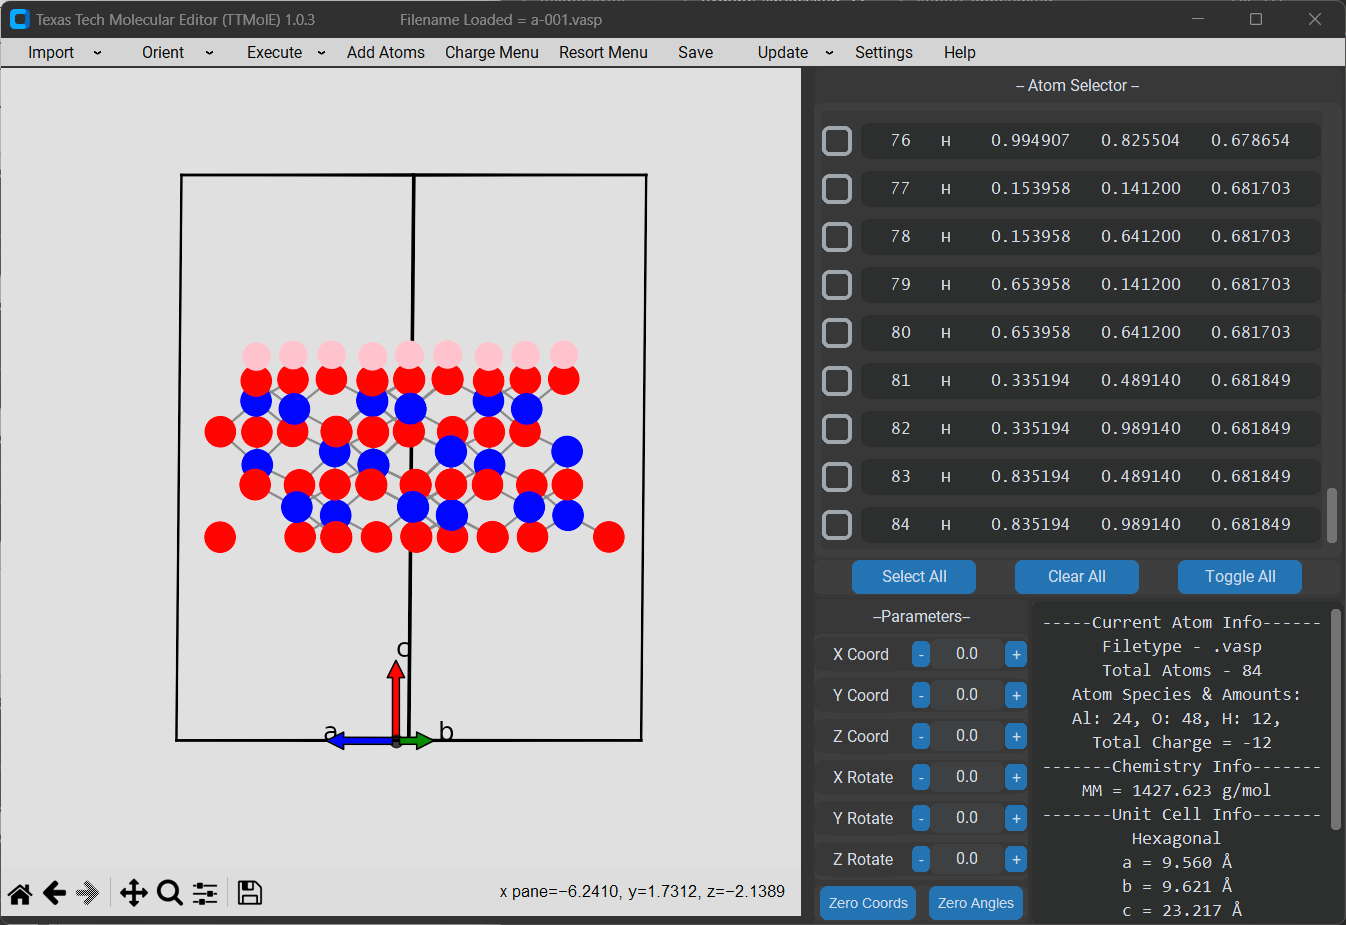 Texas Tech Molecular Editor (TTMolE) 1.0.3 Filename Loaded = a-001.vasp
Import Orient Execute Add Atoms Charge Menu Resort Menu Save Update Settings Help
-- Atom Selector --
76 H 0.994907 0.825504 0.678654
77 H 0.153958 0.141200 0.681703
78 H 0.153958 0.641200 0.681703
79 H 0.653958 0.141200 0.681703
80 H 0.653958 0.641200 0.681703
81 H 0.335194 0.489140 0.681849
82 H 0.335194 0.989140 0.681849
83 H 0.835194 0.489140 0.681849
84 H 0.835194 0.989140 0.681849
Select All Clear All Toggle All
--Parameters--
X Coord - 0.0 +
Y Coord - 0.0 +
Z Coord - 0.0 +
X Rotate - 0.0 +
Y Rotate - 0.0 +
Z Rotate - 0.0 +
Zero Coords Zero Angles
-----Current Atom Info------
Filetype - .vasp
Total Atoms - 84
Atom Species & Amounts:
Al: 24, O: 48, H: 12,
Total Charge = -12
-------Chemistry Info-------
MM = 1427.623 g/mol
-------Unit Cell Info-------
Hexagonal
a = 9.560 Å
b = 9.621 Å
c = 23.217 Å
c
a
b
x pane=−6.2410, y=1.7312, z=−2.1389